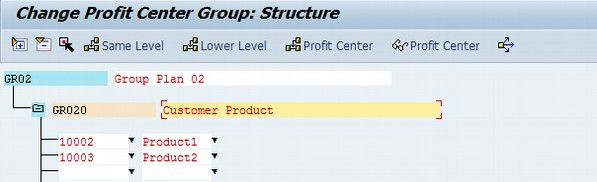 Change Profit Center Group: Structure
Same Level Lower Level Profit Center Profit Center
GR02 Group Plan 02
GR020 Customer Product
10002 Product1
10003 Product2